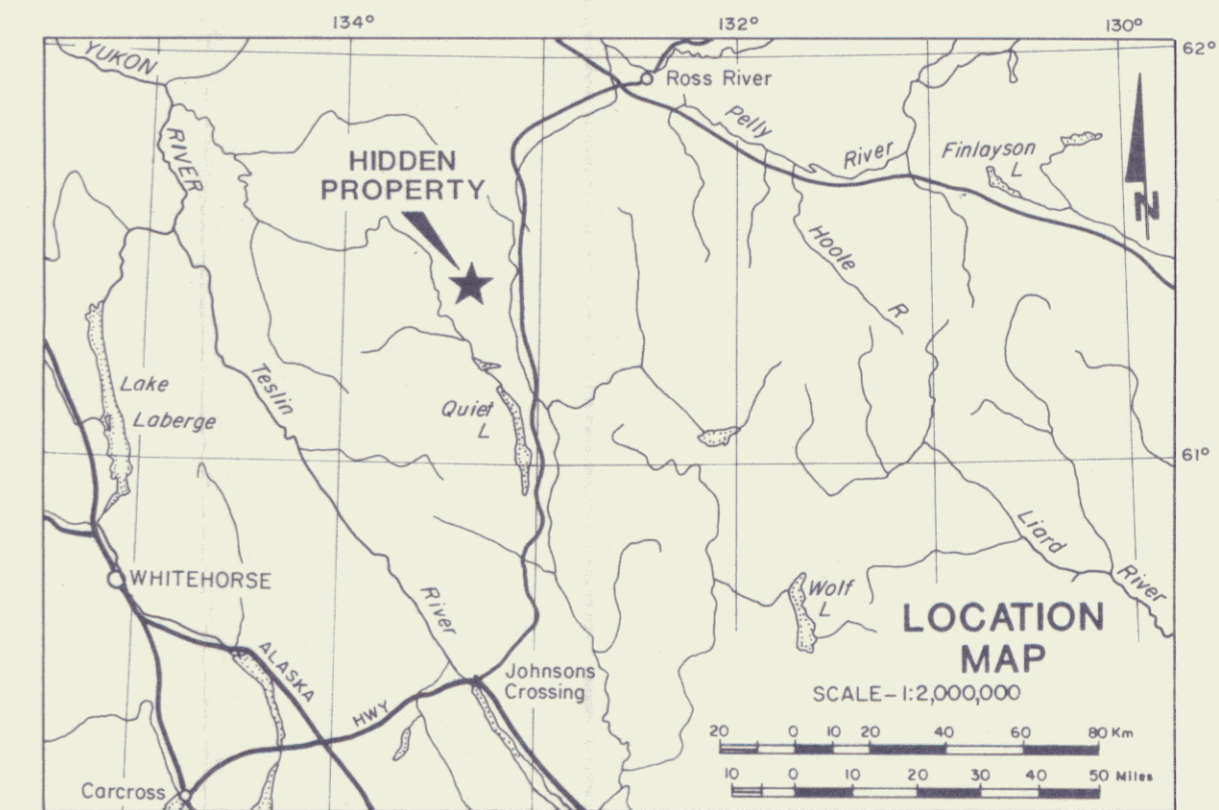 134°
132°
130°
62°
YUKON
RIVER
Ross River
Pelly
River
Finlayson
L
N
HIDDEN
PROPERTY
Hoole
R
Lake
Laberge
Teslin
River
Quiet
L
61°
WHITEHORSE
Liard
River
Wolf
L
LOCATION
MAP
SCALE-1:2,000,000
ALASKA
HWY
Johnsons
Crossing
Carcross
20 0 10 20 40 60 80 Km
10 0 10 20 30 40 50 Miles